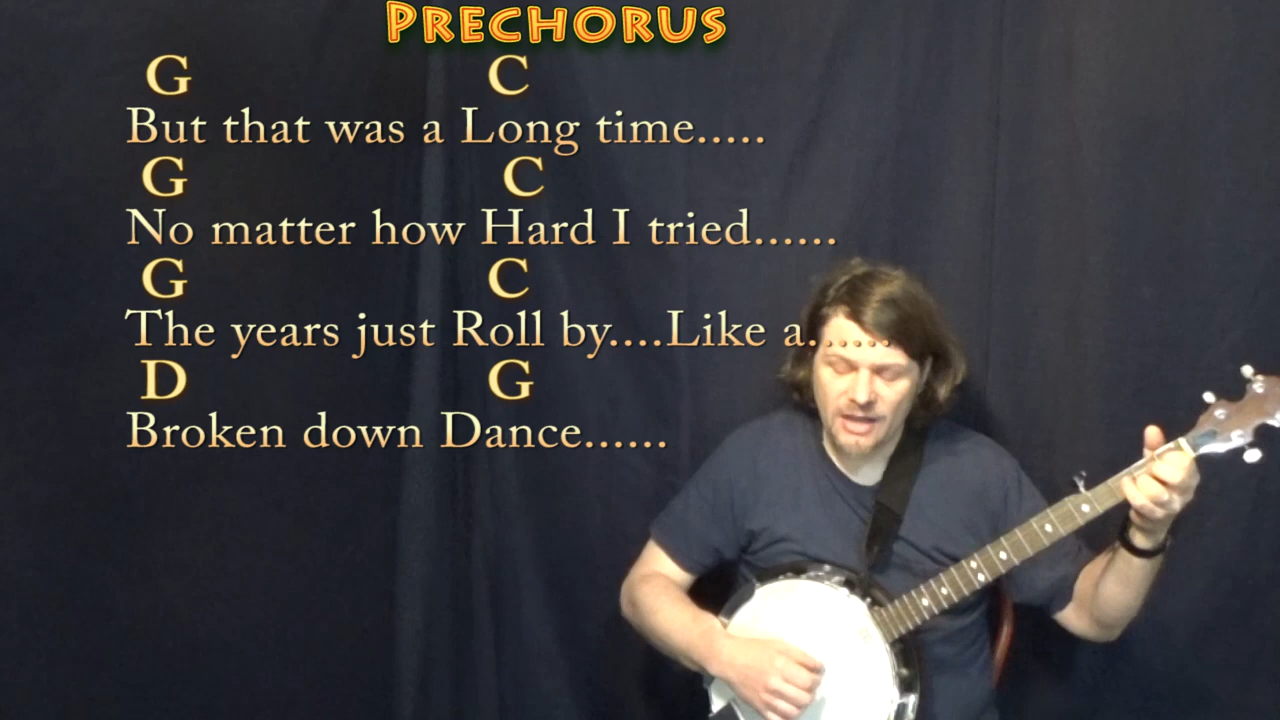 PRECHORUS
G C
But that was a Long time.....
G C
No matter how Hard I tried......
G C
The years just Roll by....Like a......
D G
Broken down Dance......